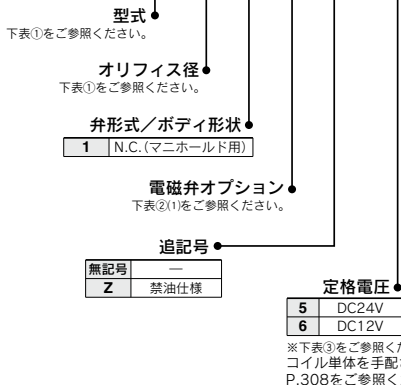 型式
下表①をご参照ください。
オリフィス径
下表①をご参照ください。
弁形式／ボディ形状
1 N.C.(マニホールド用)
電磁弁オプション
下表②⑴をご参照ください。
追記号
無記号 —
Z 禁油仕様
定格電圧
5 DC24V
6 DC12V
※下表③をご参照くだ
コイル単体を手配
P.308をご参照く